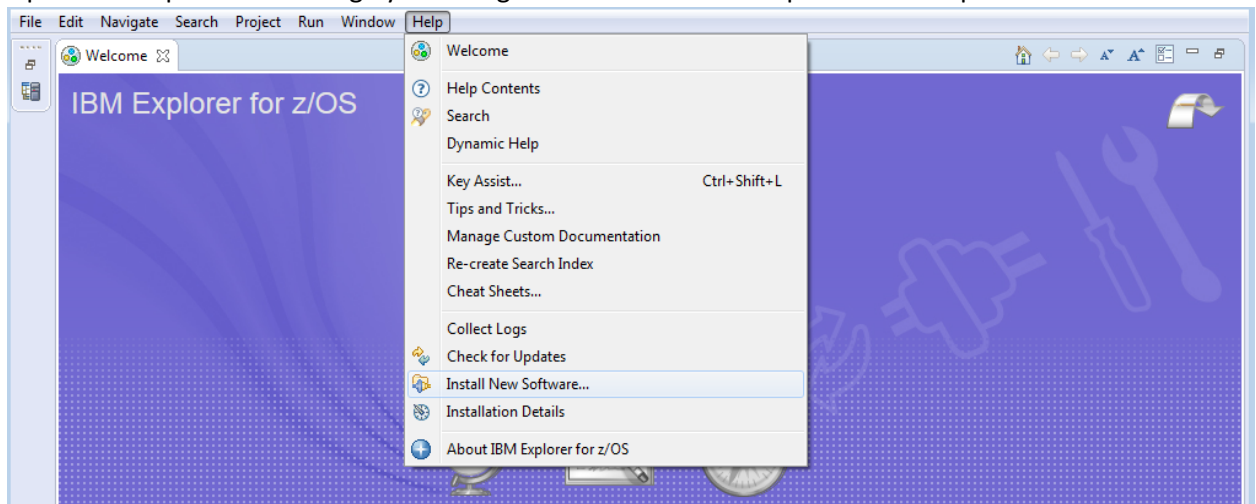 File Edit Navigate Search Project Run Window Help
Welcome
IBM Explorer for z/OS
Welcome
Help Contents
Search
Dynamic Help
Key Assist... Ctrl+Shift+L
Tips and Tricks...
Manage Custom Documentation
Re-create Search Index
Cheat Sheets...
Collect Logs
Check for Updates
Install New Software...
Installation Details
About IBM Explorer for z/OS